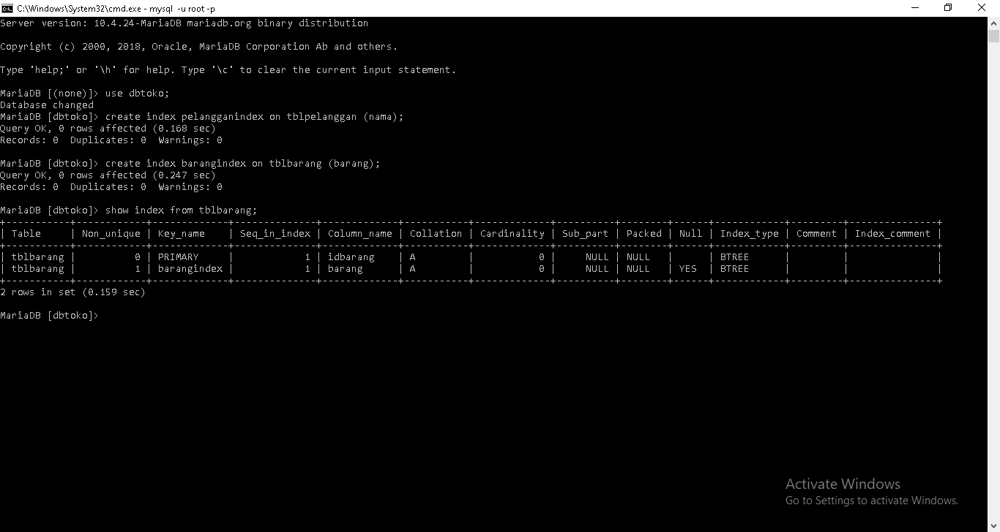 C:\Windows\System32\cmd.exe - mysql -u root -p
Server version: 10.4.24-MariaDB mariadb.org binary distribution
Copyright (c) 2000, 2018, Oracle, MariaDB Corporation Ab and others.
Type 'help;' or '\h' for help. Type '\c' to clear the current input statement.
MariaDB [(none)]> use dbtoko;
Database changed
MariaDB [dbtoko]> create index pelangganindex on tblpelanggan (nama);
Query OK, 0 rows affected (0.168 sec)
Records: 0  Duplicates: 0  Warnings: 0
MariaDB [dbtoko]> create index barangindex on tblbarang (barang);
Query OK, 0 rows affected (0.247 sec)
Records: 0  Duplicates: 0  Warnings: 0
MariaDB [dbtoko]> show index from tblbarang;
| Table | Non_unique | Key_name | Seq_in_index | Column_name | Collation | Cardinality | Sub_part | Packed | Null | Index_type | Comment | Index_comment |
| tblbarang | 0 | PRIMARY | 1 | idbarang | A | 0 | NULL | NULL | | BTREE | | |
| tblbarang | 1 | barangindex | 1 | barang | A | 0 | NULL | NULL | YES | BTREE | | |
2 rows in set (0.159 sec)
MariaDB [dbtoko]>
Activate Windows
Go to Settings to activate Windows.